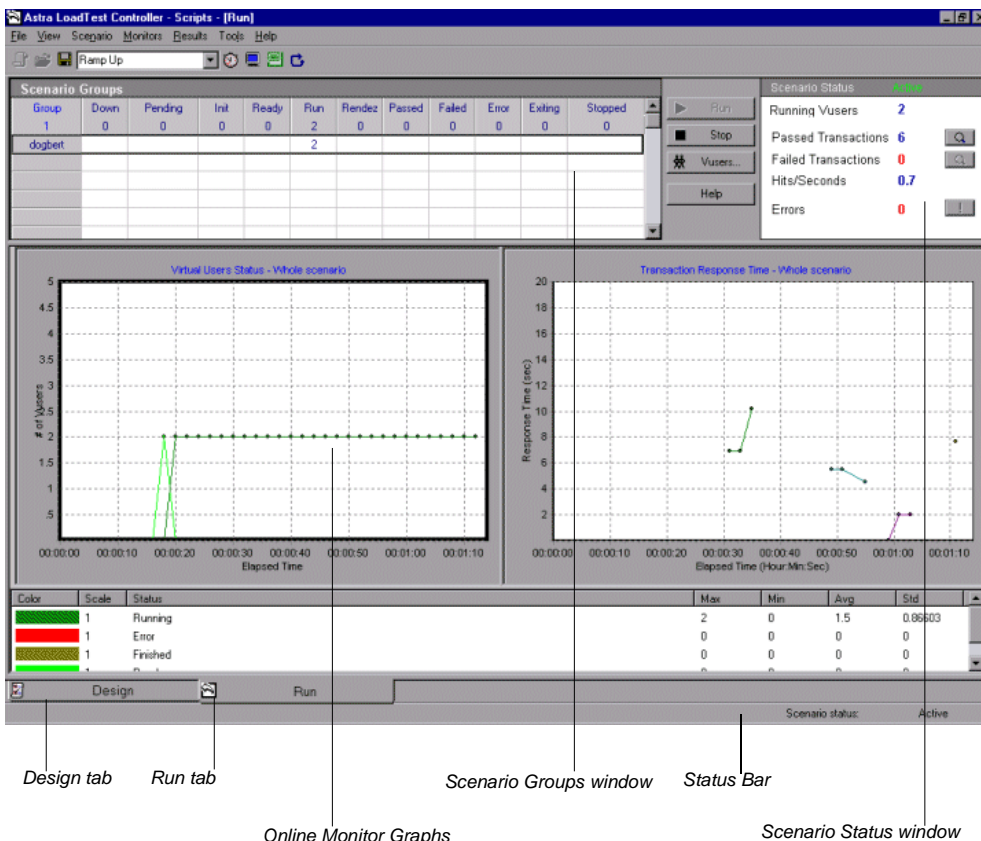 Astra LoadTest Controller - Scripts - [Run]
File View Scenario Monitors Results Tools Help
Ramp Up
Scenario Groups
Group Down Pending Init Ready Run Rendez Passed Failed Error Exiting Stopped
1 0 0 0 0 2 0 0 0 0 0 0
dogbert 2
Run
Stop
Vusers...
Help
Scenario Status Active
Running Vusers 2
Passed Transactions 6
Failed Transactions 0
Hits/Seconds 0.7
Errors 0 !
Virtual Users Status - Whole scenario
# of Vusers
5
4.5
4
3.5
3
2.5
2
1.5
1
.5
00:00:00 00:00:10 00:00:20 00:00:30 00:00:40 00:00:50 00:01:00 00:01:10
Elapsed Time
Transaction Response Time - Whole scenario
Response Time (sec)
20
18
16
14
12
10
8
6
4
2
00:00:00 00:00:10 00:00:20 00:00:30 00:00:40 00:00:50 00:01:00 00:01:10
Elapsed Time (Hour:Min:Sec)
Color Scale Status Max Min Avg Std
1 Running 2 0 1.5 0.86603
1 Error 0 0 0 0
1 Finished 0 0 0 0
Design Run
Scenario status: Active
Design tab Run tab Scenario Groups window Status Bar
Online Monitor Graphs Scenario Status window